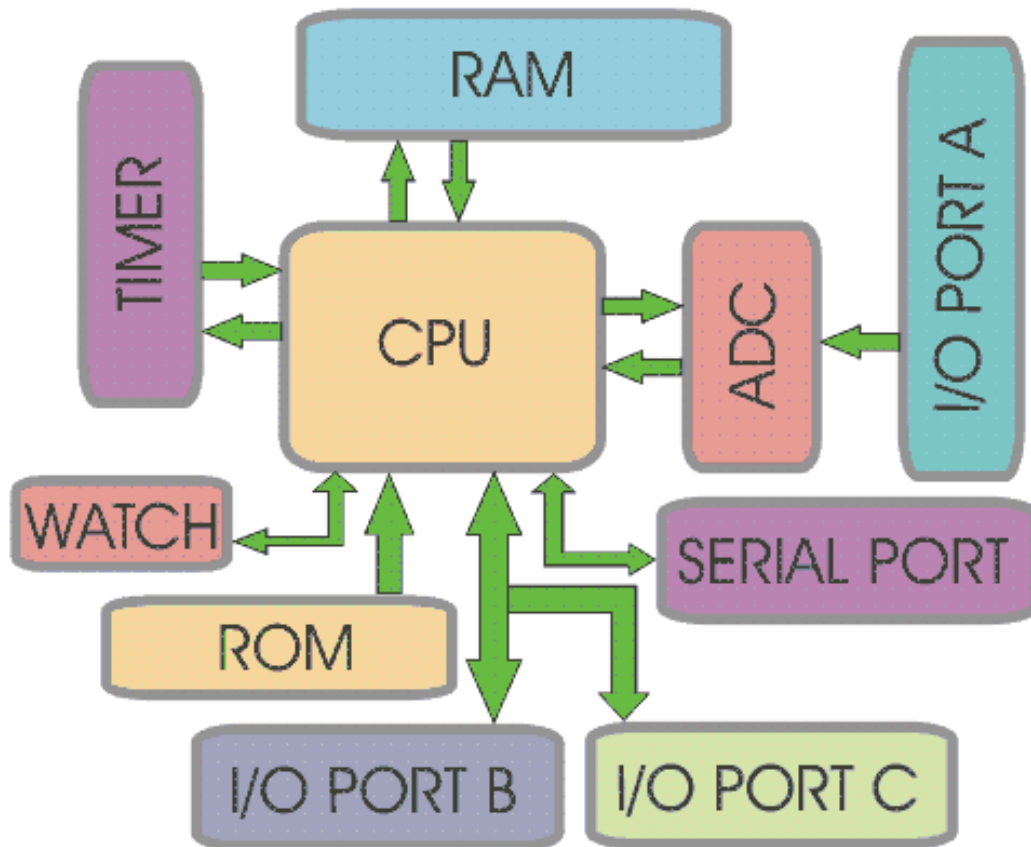 RAM
TIMER
I/O PORT A
CPU
ADC
WATCH
SERIAL PORT
ROM
I/O PORT B
I/O PORT C